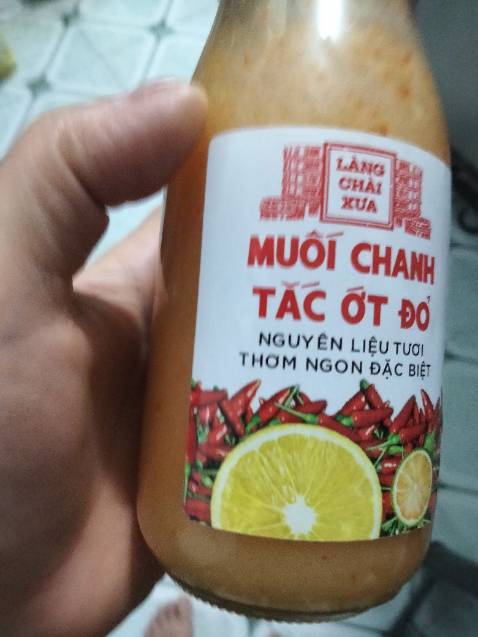 LÀNG
CHÀI
XƯA
MUỐI CHANH
TẮC ỚT ĐỎ
NGUYÊN LIỆU TƯƠI
THƠM NGON ĐẶC BIỆT